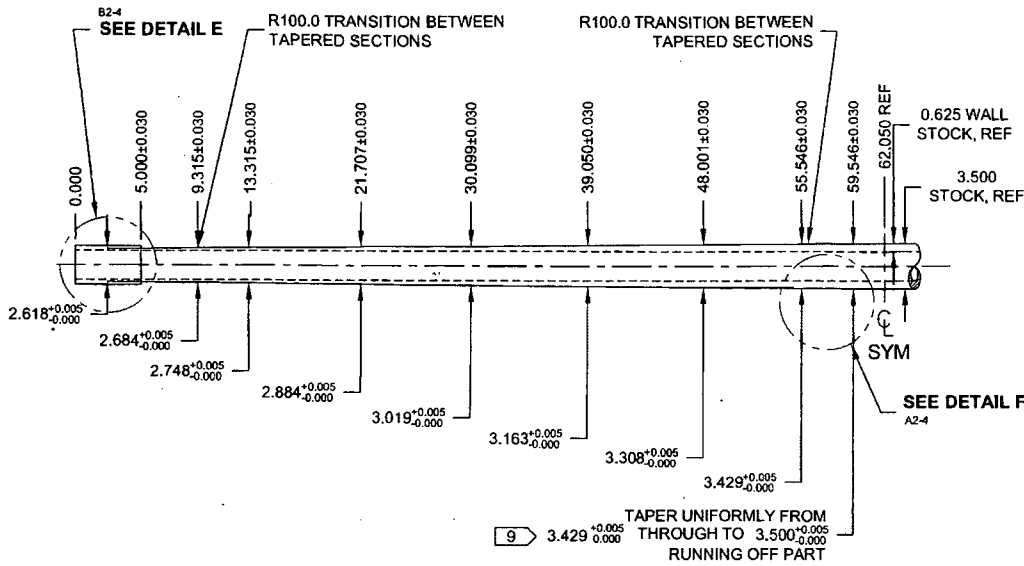 B2-4
SEE DETAIL E
R100.0 TRANSITION BETWEEN
TAPERED SECTIONS
R100.0 TRANSITION BETWEEN
TAPERED SECTIONS
0.000
5.000±0.030
9.315±0.030
13.315±0.030
21.707±0.030
30.099±0.030
39.050±0.030
48.001±0.030
55.546±0.030
59.546±0.030
62.050 REF
0.625 WALL
STOCK, REF
3.500
STOCK, REF
2.618 +0.005
-0.000
2.684 +0.005
-0.000
2.748 +0.005
-0.000
2.884 +0.005
-0.000
3.019 +0.005
-0.000
3.163 +0.005
-0.000
3.308 +0.005
-0.000
3.429 +0.005
-0.000
℄
SYM
SEE DETAIL F
A2-4
TAPER UNIFORMLY FROM
9 3.429 +0.005 0.000 THROUGH TO 3.500 +0.005 -0.000
RUNNING OFF PART